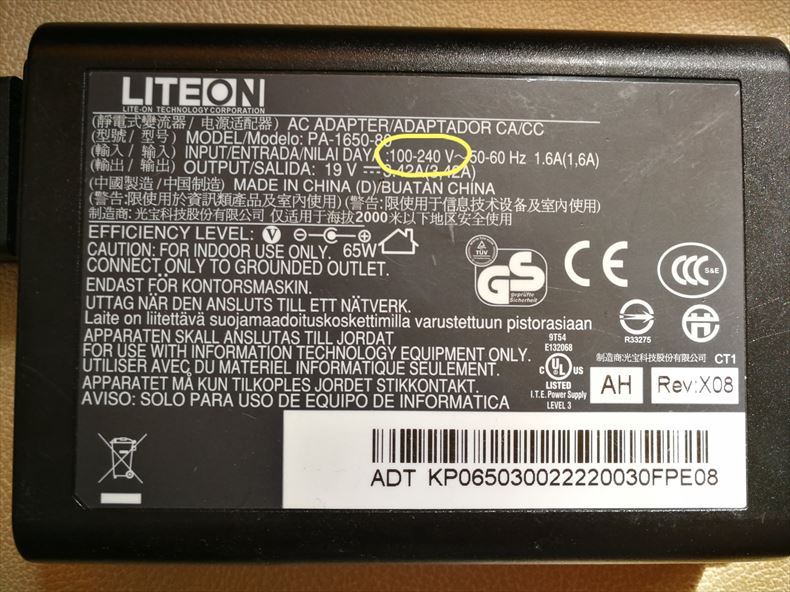 LITEON
LITE-ON TECHNOLOGY CORPORATION
(靜電式變流器 / 电源适配器) AC ADAPTER/ADAPTADOR CA/CC
(型號 / 型号) MODEL/Modelo: PA-1650-80
(輸入 / 输入) INPUT/ENTRADA/NILAI DAYA: 100-240 V~ 50-60 Hz 1.6A(1,6A)
(輸出 / 输出) OUTPUT/SALIDA: 19 V⎓3.42A(3,42A)
(中國製造 / 中国制造) MADE IN CHINA (D)/BUATAN CHINA
(警告:限使用於資訊類產品及室內使用) (警告:限使用于信息技术设备及室内使用)
制造商: 光宝科技股份有限公司 仅适用于海拔2000米以下地区安全使用
EFFICIENCY LEVEL: V
CAUTION: FOR INDOOR USE ONLY. 65W
CONNECT ONLY TO GROUNDED OUTLET.
ENDAST FÖR KONTORSMASKIN.
UTTAG NÄR DEN ANSLUTS TILL ETT NÄTVERK.
Laite on liitettävä suojamaadoituskoskettimilla varustettuun pistorasiaan
APPARATEN SKALL ANSLUTAS TILL JORDAT
FOR USE WITH INFORMATION TECHNOLOGY EQUIPMENT ONLY.
UTILISER AVEC DU MATERIEL INFORMATIQUE SEULEMENT.
APPARATET MÅ KUN TILKOPLES JORDET STIKKONTAKT.
AVISO: SOLO PARA USO DE EQUIPO DE INFORMATICA
TÜV
GS
geprüfte
Sicherheit
CE
CCC
S&E
R33275
9T54
E132068
C UL US
LISTED
I.T.E. Power Supply
LEVEL 3
制造商:光宝科技股份有限公司 CT1
AH
Rev:X08
ADT KP065030022220030FPE08